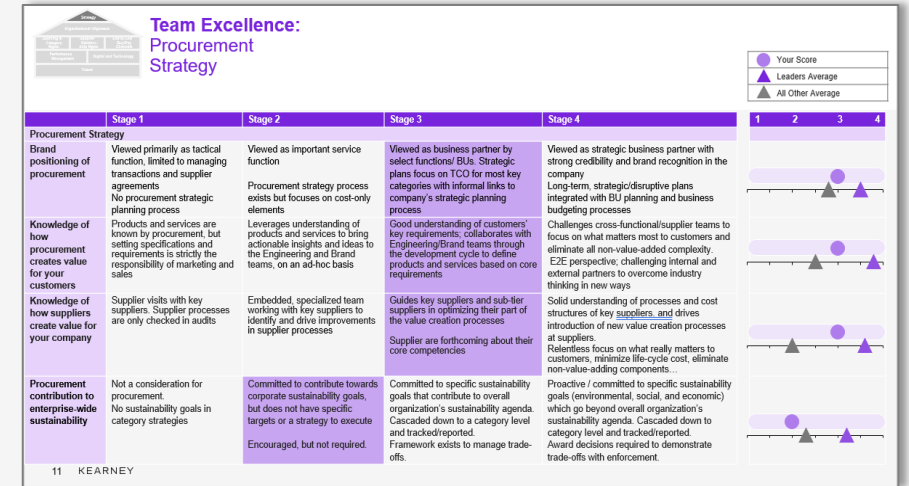 Strategy
Team Excellence:
Procurement
Strategy
Your Score
Leaders Average
All Other Average
Stage 1
Stage 2
Stage 3
Stage 4
1 2 3 4
Procurement Strategy
Brand
positioning of
procurement
Viewed primarily as tactical
function, limited to managing
transactions and supplier
agreements
No procurement strategic
planning process
Viewed as important service
function
Procurement strategy process
exists but focuses on cost-only
elements
Viewed as business partner by
select functions/ BUs. Strategic
plans focus on TCO for most key
categories with informal links to
company's strategic planning
process
Viewed as strategic business partner with
strong credibility and brand recognition in the
company
Long-term, strategic/disruptive plans
integrated with BU planning and business
budgeting processes
Knowledge of
how
procurement
creates value
for your
customers
Products and services are
known by procurement, but
setting specifications and
requirements is strictly the
responsibility of marketing and
sales
Leverages understanding of
products and services to bring
actionable insights and ideas to
the Engineering and Brand
teams, on an ad-hoc basis
Good understanding of customers'
key requirements; collaborates with
Engineering/Brand teams through
the development cycle to define
products and services based on core
requirements
Challenges cross-functional/supplier teams to
focus on what matters most to customers and
eliminate all non-value-added complexity.
E2E perspective; challenging internal and
external partners to overcome industry
thinking in new ways
Knowledge of
how suppliers
create value for
your company
Supplier visits with key
suppliers. Supplier processes
are only checked in audits
Embedded, specialized team
working with key suppliers to
identify and drive improvements
in supplier processes
Guides key suppliers and sub-tier
suppliers in optimizing their part of
the value creation processes
Supplier are forthcoming about their
core competencies
Solid understanding of processes and cost
structures of key suppliers. and drives
introduction of new value creation processes
at suppliers.
Relentless focus on what really matters to
customers, minimize life-cycle cost, eliminate
non-value-adding components…
Procurement
contribution to
enterprise-wide
sustainability
Not a consideration for
procurement.
No sustainability goals in
category strategies
Committed to contribute towards
corporate sustainability goals,
but does not have specific
targets or a strategy to execute
Encouraged, but not required.
Committed to specific sustainability
goals that contribute to overall
organization's sustainability agenda.
Cascaded down to a category level
and tracked/reported.
Framework exists to manage trade-
offs.
Proactive / committed to specific sustainability
goals (environmental, social, and economic)
which go beyond overall organization's
sustainability agenda. Cascaded down to
category level and tracked/reported.
Award decisions required to demonstrate
trade-offs with enforcement.
11 KEARNEY